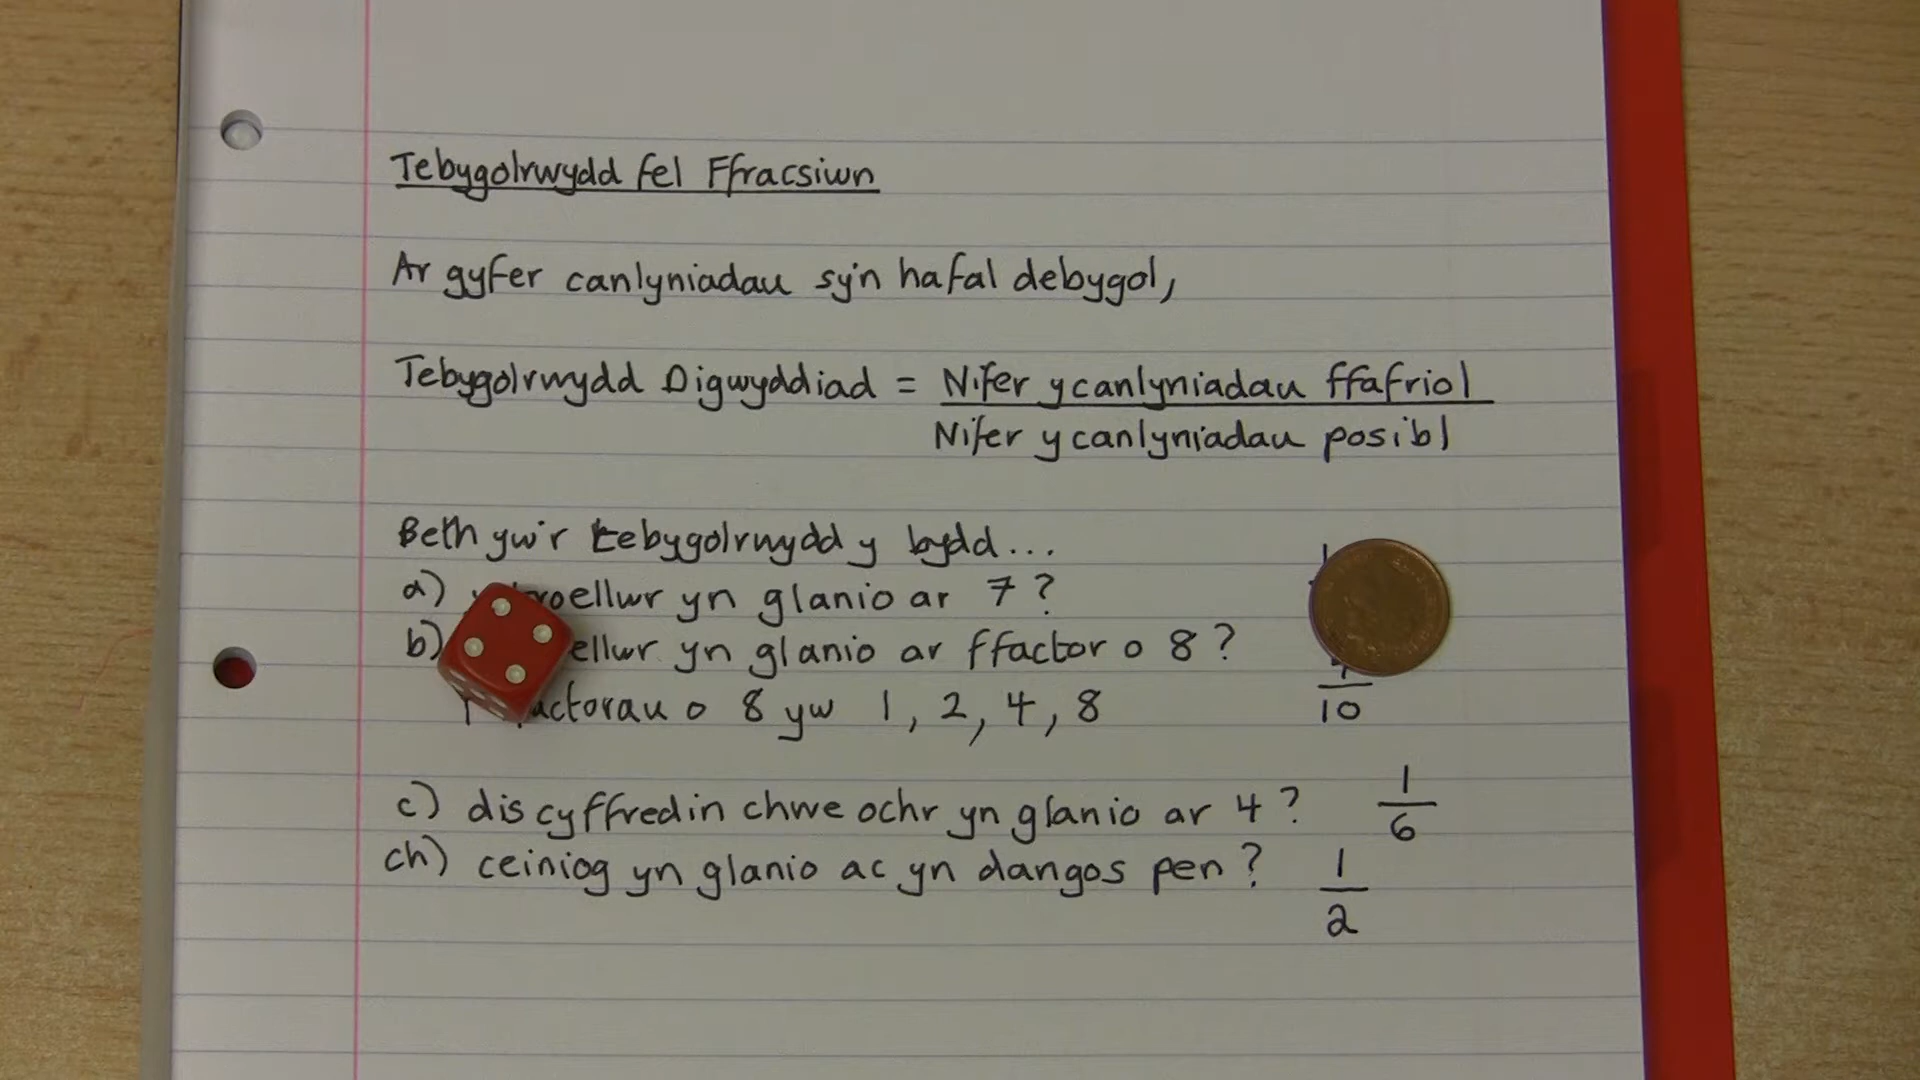 Tebygolrwydd fel Ffracsiwn
Ar gyfer canlyniadau sy'n hafal debygol,
Tebygolrwydd Digwyddiad = Nifer y canlyniadau ffafriol
Nifer y canlyniadau posibl
Beth yw'r tebygolrwydd y bydd...
a) yn glanio ar 7?
b) yn glanio ar ffactor o 8?
o 8 yw 1, 2, 4, 8
10
c) dis cyffredin chwe ochr yn glanio ar 4? 1/6
ch) ceiniog yn glanio ac yn dangos pen? 1/2